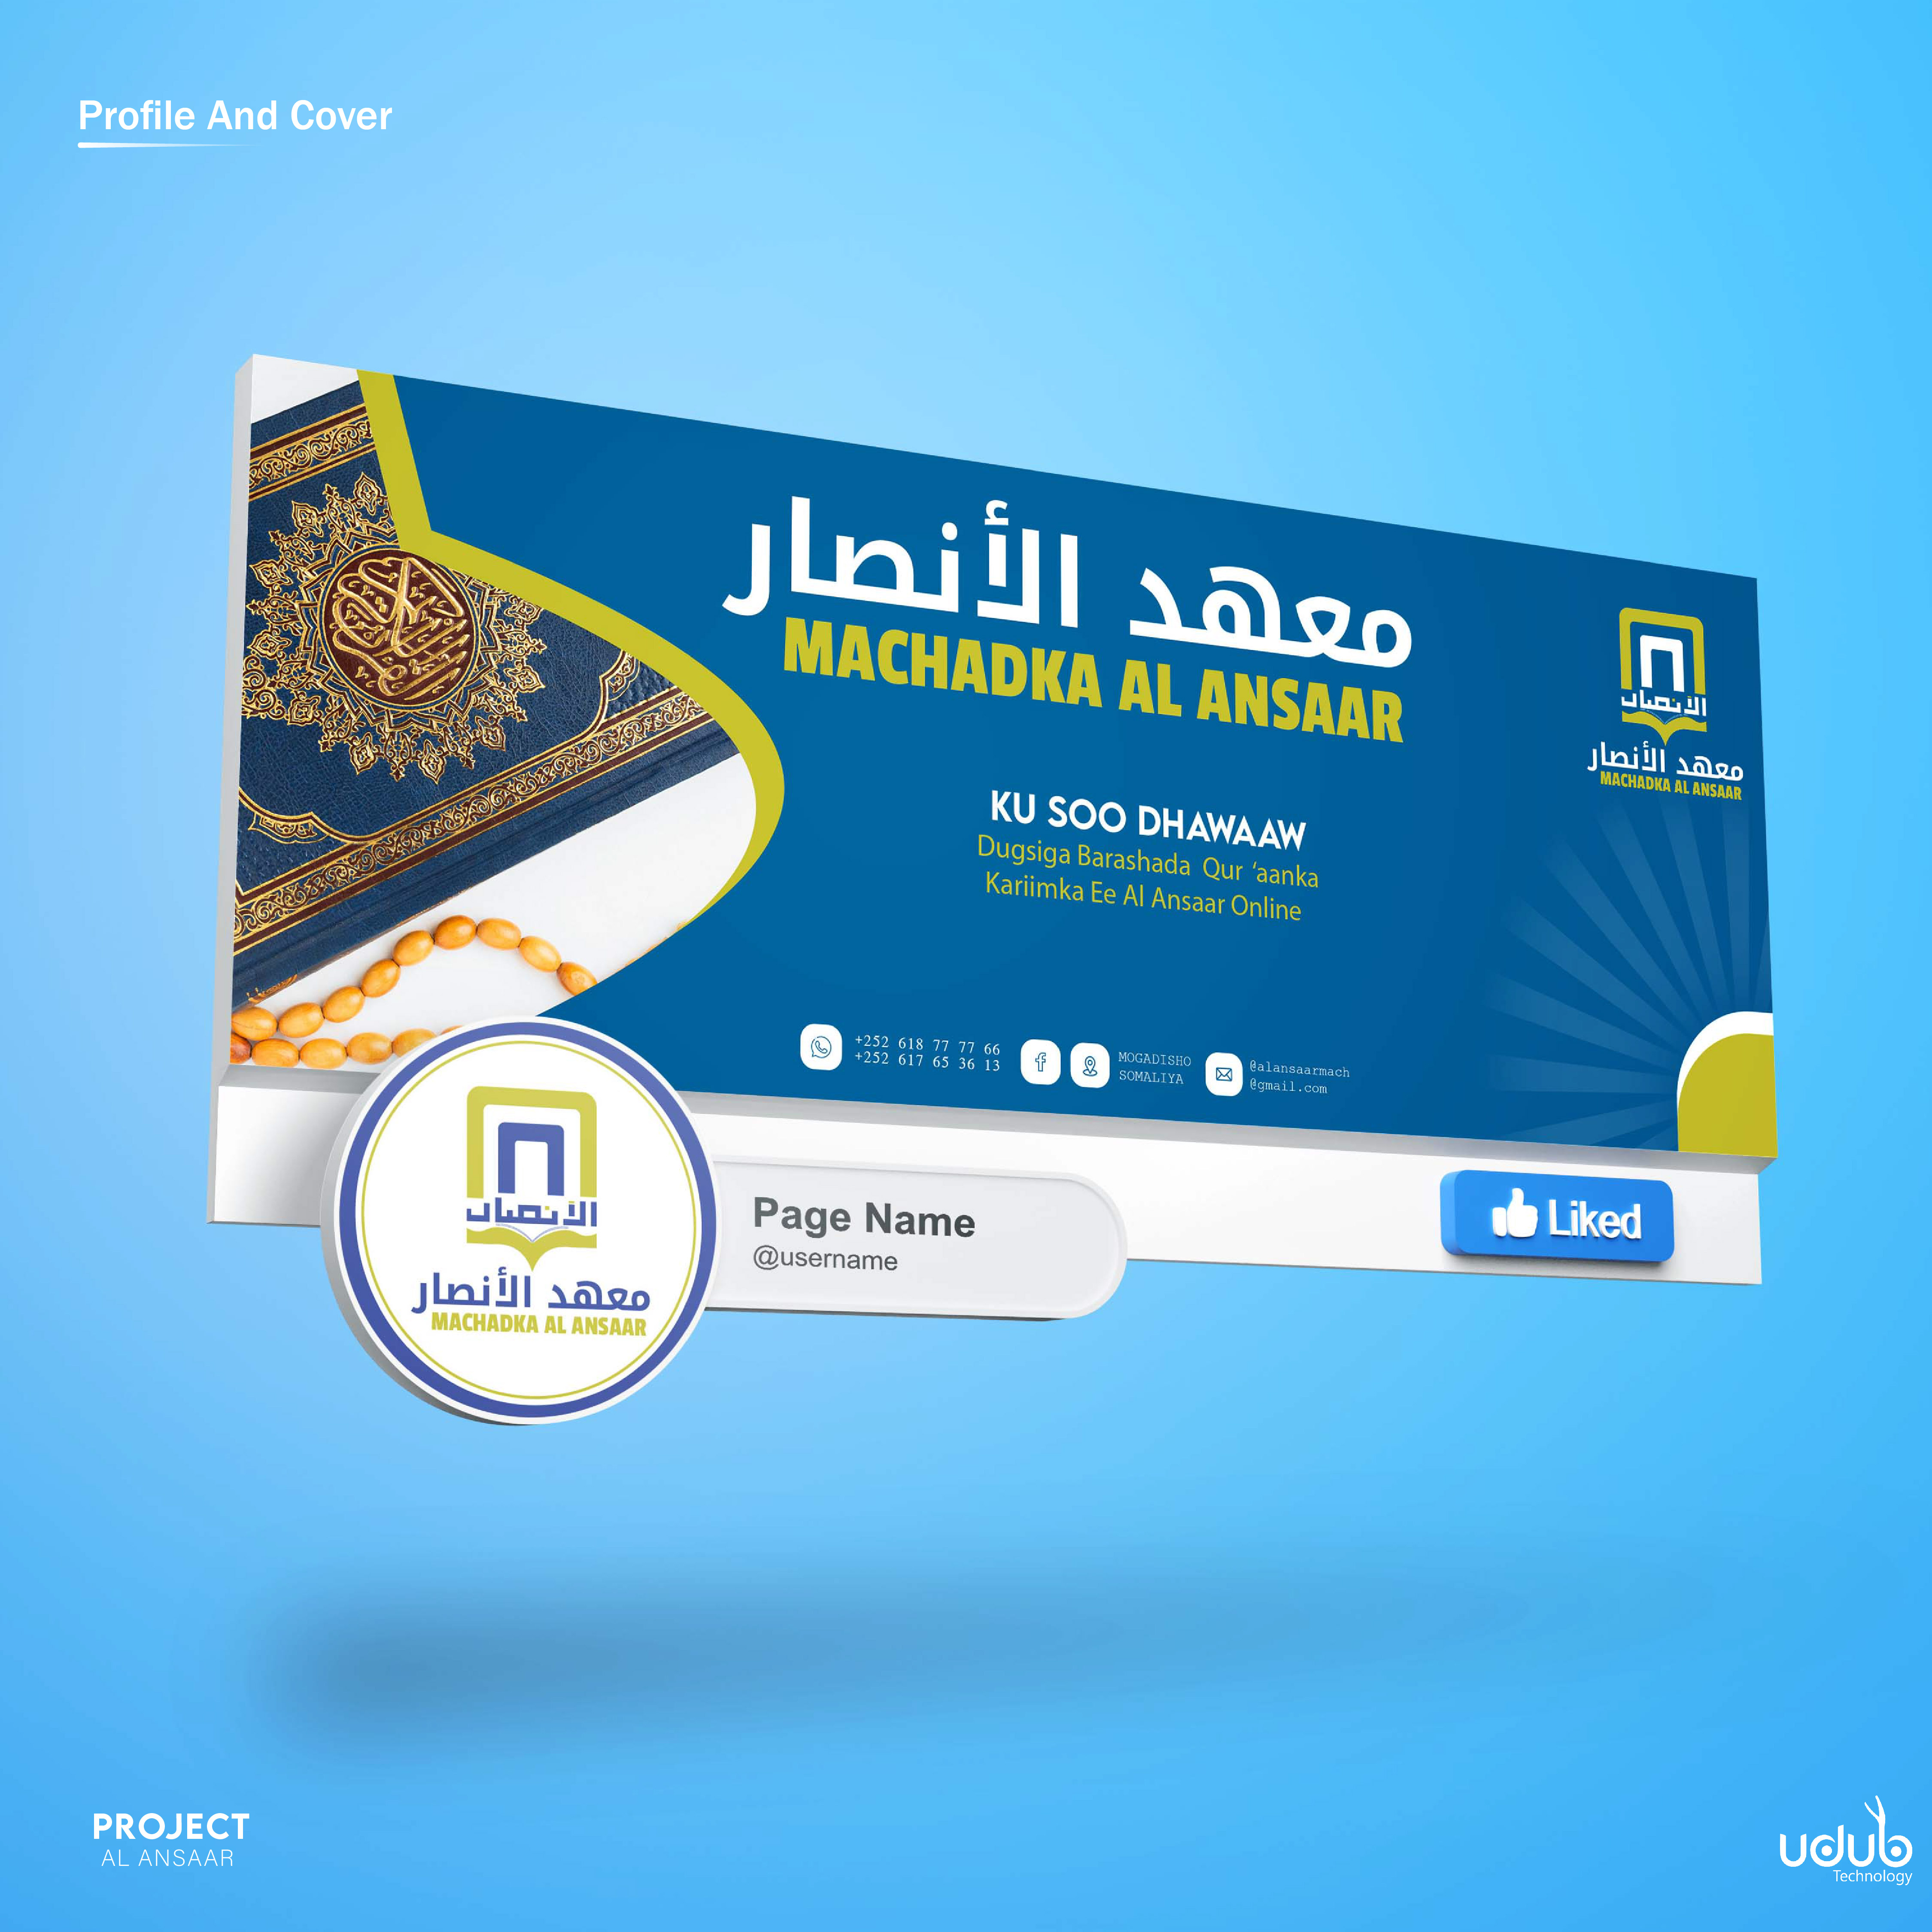 Profile And Cover
معهد الأنصار
MACHADKA AL ANSAAR
الأنصار
معهد الأنصار
MACHADKA AL ANSAAR
KU SOO DHAWAAW
Dugsiga Barashada Qur ‘aanka
Kariimka Ee Al Ansaar Online
+252 618 77 77 66
+252 617 65 36 13
MOGADISHO
SOMALIYA
@alansaarmach
@gmail.com
الأنصار
معهد الأنصار
MACHADKA AL ANSAAR
Page Name
@username
Liked
PROJECT
AL ANSAAR
udub
Technology